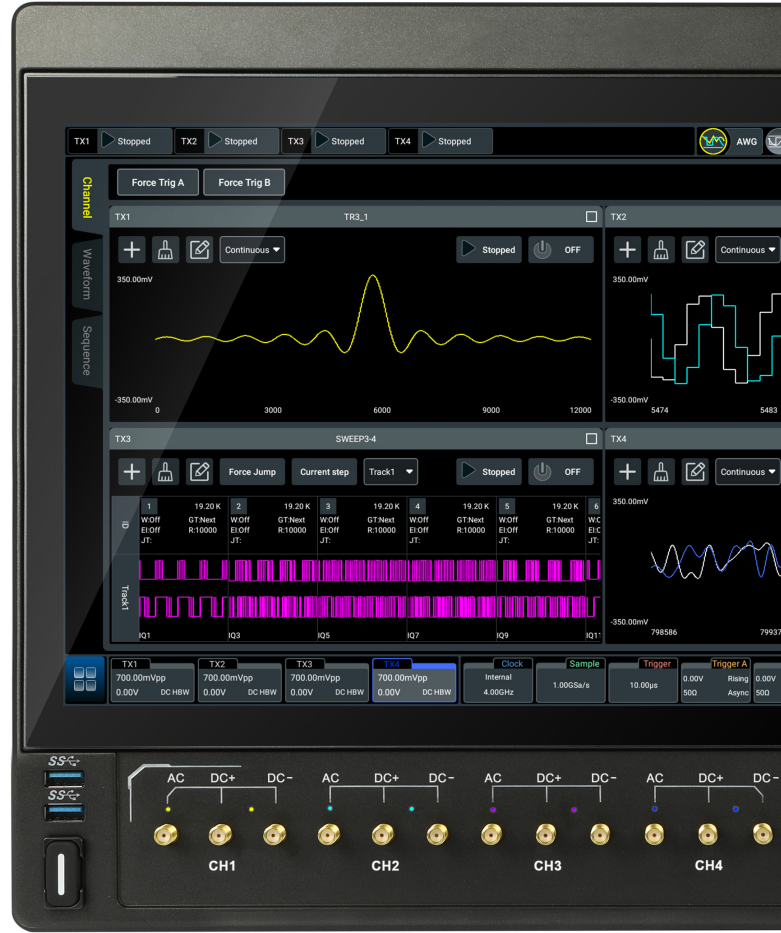 TX1 Stopped TX2 Stopped TX3 Stopped TX4 Stopped AWG
Channel
Waveform
Sequence
Force Trig A Force Trig B
TX1 TR3_1
Continuous Stopped OFF
350.00mV
-350.00mV
0 3000 6000 9000 12000
TX2
Continuous
350.00mV
-350.00mV
5474 5483
TX3 SWEEP3-4
Force Jump Current step Track1 Stopped OFF
ID
1 19.20 K 2 19.20 K 3 19.20 K 4 19.20 K 5 19.20 K 6
W:Off GT:Next W:Off GT:Next W:Off GT:Next W:Off GT:Next W:Off GT:Next
EI:Off R:10000 EI:Off R:10000 EI:Off R:10000 EI:Off R:10000 EI:Off R:10000
JT: JT: JT: JT: JT: JT:
Track1
IQ1 IQ3 IQ5 IQ7 IQ9 IQ11
TX4
Continuous
350.00mV
-350.00mV
798586 79937
TX1 TX2 TX3 TX4 Clock Sample Trigger Trigger A
700.00mVpp 700.00mVpp 700.00mVpp 700.00mVpp Internal 1.00GSa/s 10.00µs 0.00V Rising 0.00V
0.00V DC HBW 0.00V DC HBW 0.00V DC HBW 0.00V DC HBW 4.00GHz 50Ω Async 50Ω
SS
SS
AC DC+ DC- AC DC+ DC- AC DC+ DC- AC DC+ DC-
CH1 CH2 CH3 CH4